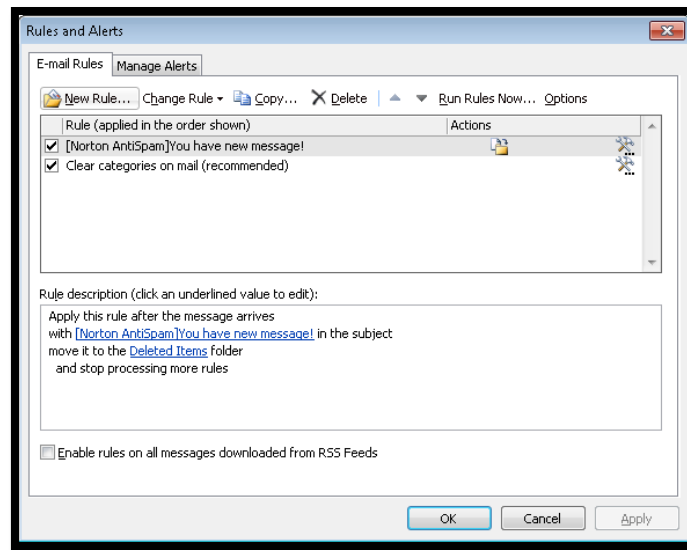 Rules and Alerts
E-mail Rules Manage Alerts
New Rule... Change Rule Copy... Delete Run Rules Now... Options
Rule (applied in the order shown) Actions
[Norton AntiSpam]You have new message!
Clear categories on mail (recommended)
Rule description (click an underlined value to edit):
Apply this rule after the message arrives
with [Norton AntiSpam]You have new message! in the subject
move it to the Deleted Items folder
and stop processing more rules
Enable rules on all messages downloaded from RSS Feeds
OK Cancel Apply